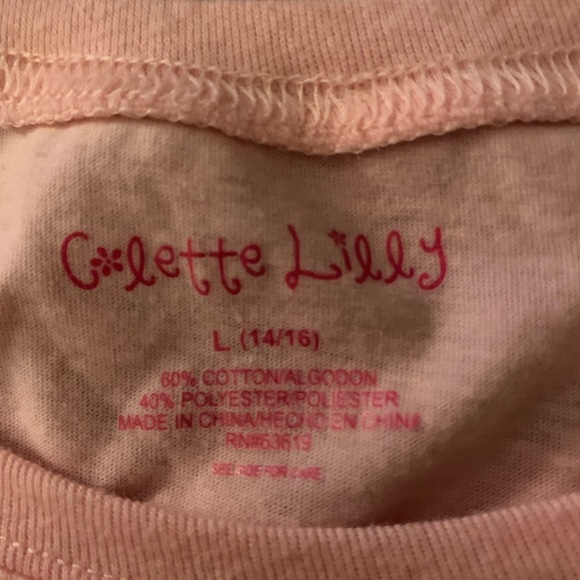 Colette Lilly
L (14/16)
60% COTTON/ALGODON
40% POLYESTER/POLIESTER
MADE IN CHINA/HECHO EN CHINA
RN#63619
SEE SIDE FOR CARE